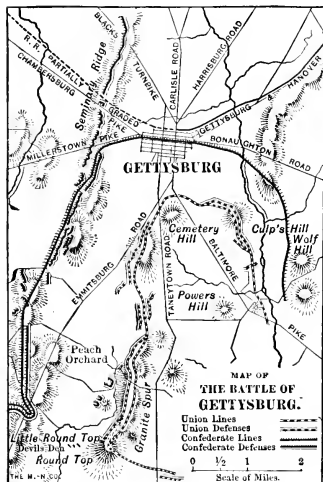 R.R. PARTIALLY GRADED
CHAMBERSBURG PIKE
BLACKS TURNPIKE
Seminary Ridge
CARLISLE ROAD
HARRISBURG ROAD
GETTYSBURG
HANOVER
MILLERSTOWN
BONAUGHTON ROAD
GETTYSBURG
EMMITSBURG ROAD
Cemetery Hill
TANEYTOWN ROAD
BALTIMORE PIKE
Culp's Hill
Wolf Hill
Powers Hill
Peach Orchard
Granite Spur
Little Round Top
Devils Den
Round Top
THE M.-N. CO.
MAP OF
THE BATTLE OF
GETTYSBURG.
Union Lines
Union Defenses
Confederate Lines
Confederate Defenses
0 1/2 1 2
Scale of Miles.